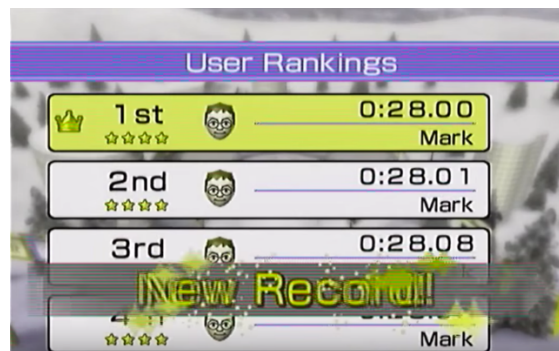 User Rankings
1st
0:28.00
Mark
2nd
0:28.01
Mark
3rd
0:28.08
New Record!
Mark